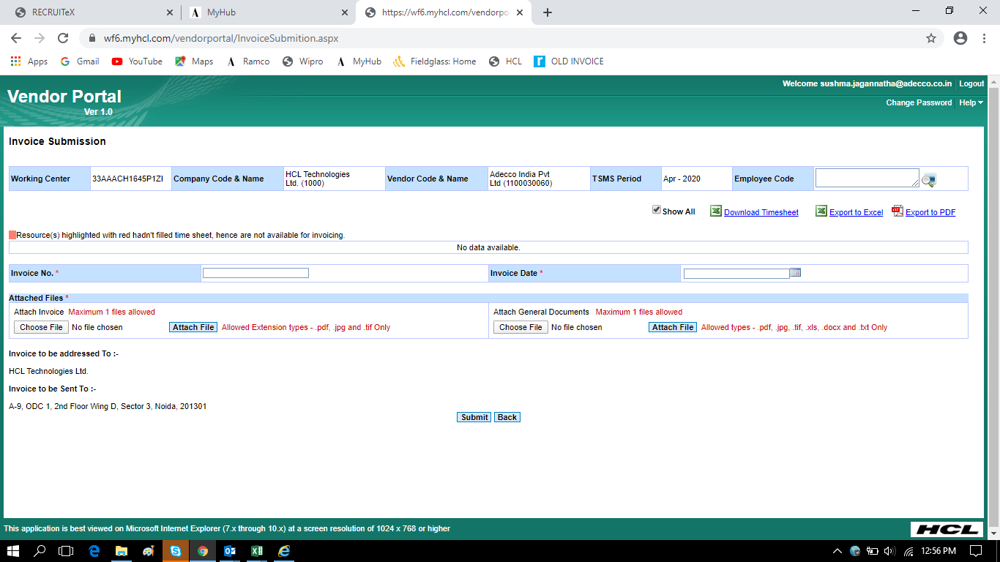 RECRUITeX
MyHub
https://wf6.myhcl.com/vendorpo
wf6.myhcl.com/vendorportal/InvoiceSubmition.aspx
Apps Gmail YouTube Maps Ramco Wipro MyHub Fieldglass: Home HCL OLD INVOICE
Welcome sushma.jagannatha@adecco.co.in Logout
Vendor Portal
Ver 1.0
Change Password Help
Invoice Submission
Working Center 33AAACH1645P1ZI Company Code & Name HCL Technologies Ltd. (1000) Vendor Code & Name Adecco India Pvt Ltd (1100030060) TSMS Period Apr - 2020 Employee Code
Show All Download Timesheet Export to Excel Export to PDF
Resource(s) highlighted with red hadn't filled time sheet, hence are not available for invoicing.
No data available.
Invoice No. * Invoice Date *
Attached Files *
Attach Invoice Maximum 1 files allowed Attach General Documents Maximum 1 files allowed
Choose File No file chosen Attach File Allowed Extension types - .pdf, .jpg and .tif Only Choose File No file chosen Attach File Allowed types - .pdf, .jpg, .tif, .xls, .docx and .txt Only
Invoice to be addressed To :-
HCL Technologies Ltd.
Invoice to be Sent To :-
A-9, ODC 1, 2nd Floor Wing D, Sector 3, Noida, 201301
Submit Back
This application is best viewed on Microsoft Internet Explorer (7.x through 10.x) at a screen resolution of 1024 x 768 or higher
HCL
12:56 PM